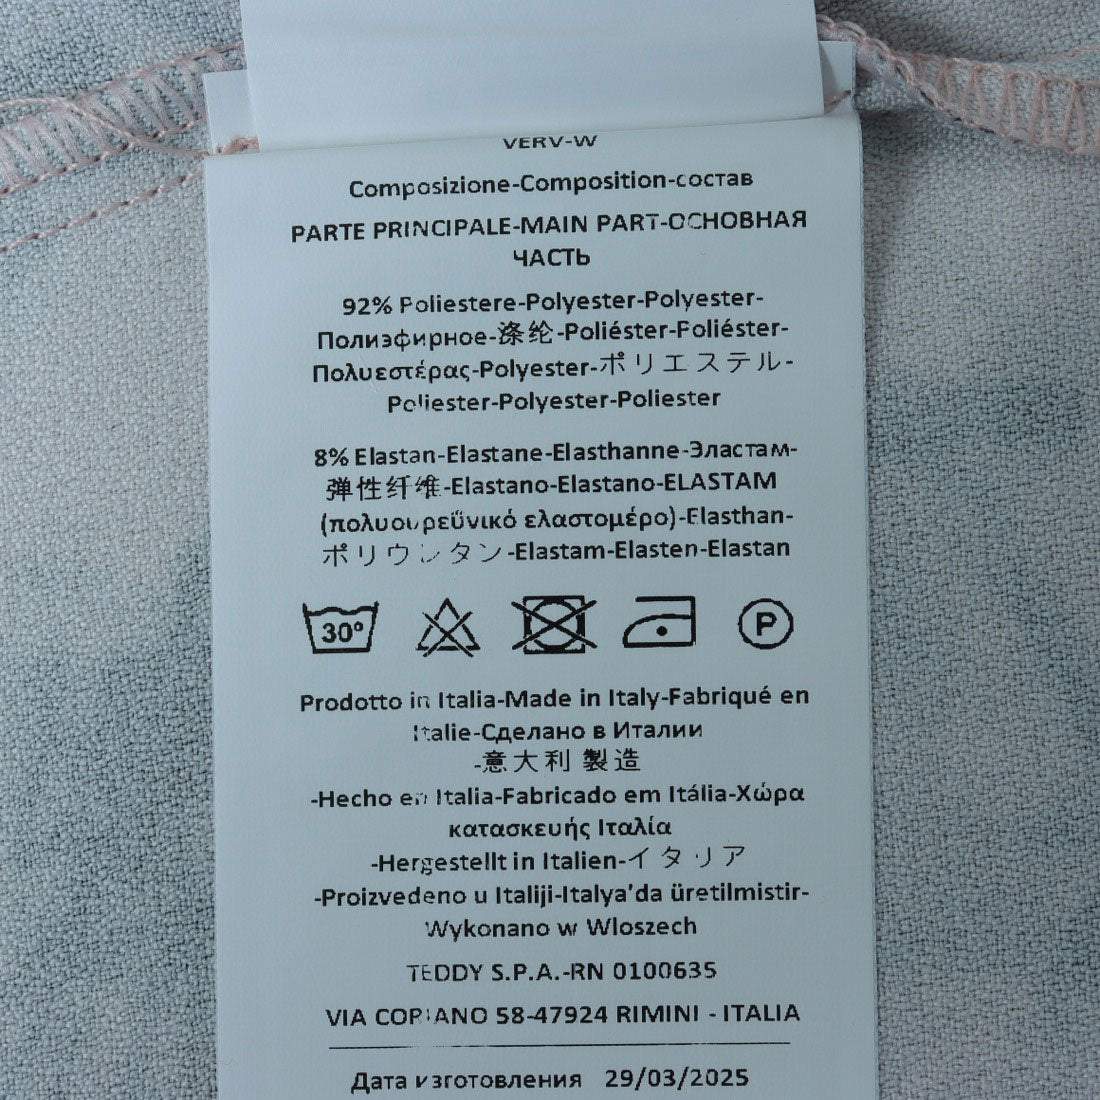 VERV-W
Composizione-Composition-состав
PARTE PRINCIPALE-MAIN PART-ОСНОВНАЯ
ЧАСТЬ
92% Poliestere-Polyester-Polyester-
Полиэфирное-涤纶-Poliéster-Poliéster-
Πολυεστέρας-Polyester-ポリエステル-
Poliester-Polyester-Poliester
8% Elastan-Elastane-Elasthanne-Эластам-
弹性纤维-Elastano-Elastano-ELASTAM
(πολυουρεϋνικό ελαστομέρο)-Elasthan-
ポリウレタン-Elastam-Elasten-Elastan
30° P
Prodotto in Italia-Made in Italy-Fabriqué en
Italie-Сделано в Италии
-意大利製造
-Hecho en Italia-Fabricado em Itália-Χώρα
κατασκευής Ιταλία
-Hergestellt in Italien-イタリア
-Proizvedeno u Italiji-Italya'da üretilmistir-
Wykonano w Wloszech
TEDDY S.P.A.-RN 0100635
VIA CORIANO 58-47924 RIMINI - ITALIA
Дата изготовления 29/03/2025